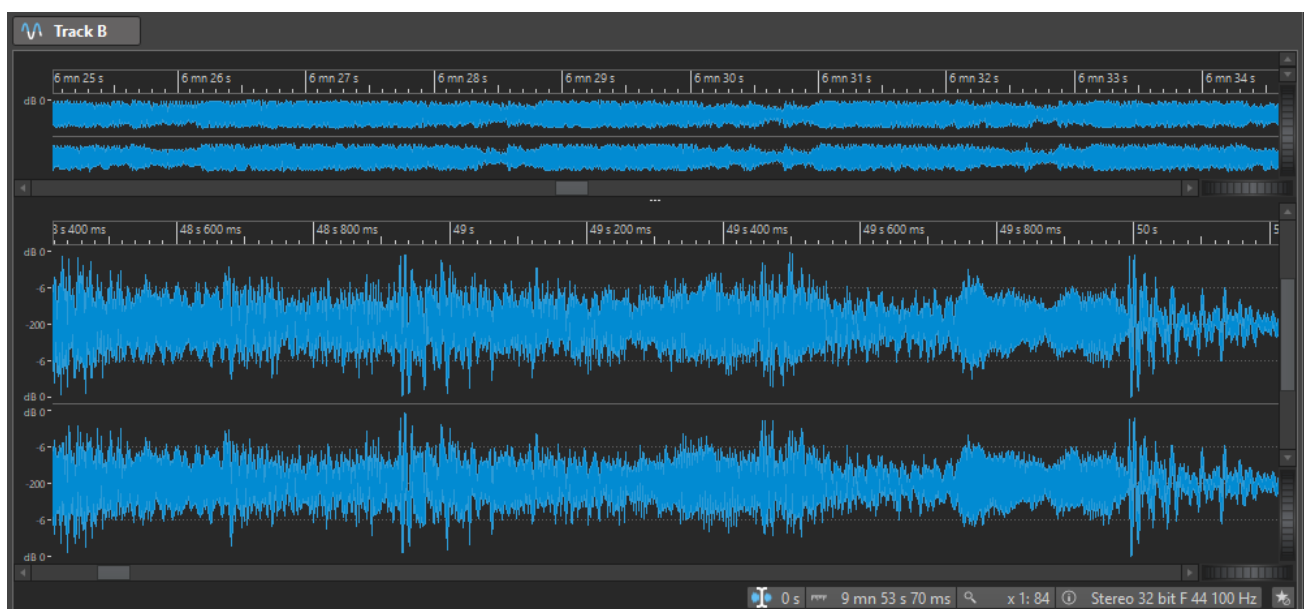 Track B
6 mn 25 s 6 mn 26 s 6 mn 27 s 6 mn 28 s 6 mn 29 s 6 mn 30 s 6 mn 31 s 6 mn 32 s 6 mn 33 s 6 mn 34 s
dB 0
3 s 400 ms 48 s 600 ms 48 s 800 ms 49 s 49 s 200 ms 49 s 400 ms 49 s 600 ms 49 s 800 ms 50 s 5
dB 0
-6
-200
-6
dB 0
dB 0
-6
-200
-6
dB 0
0 s 9 mn 53 s 70 ms x 1: 84 Stereo 32 bit F 44 100 Hz